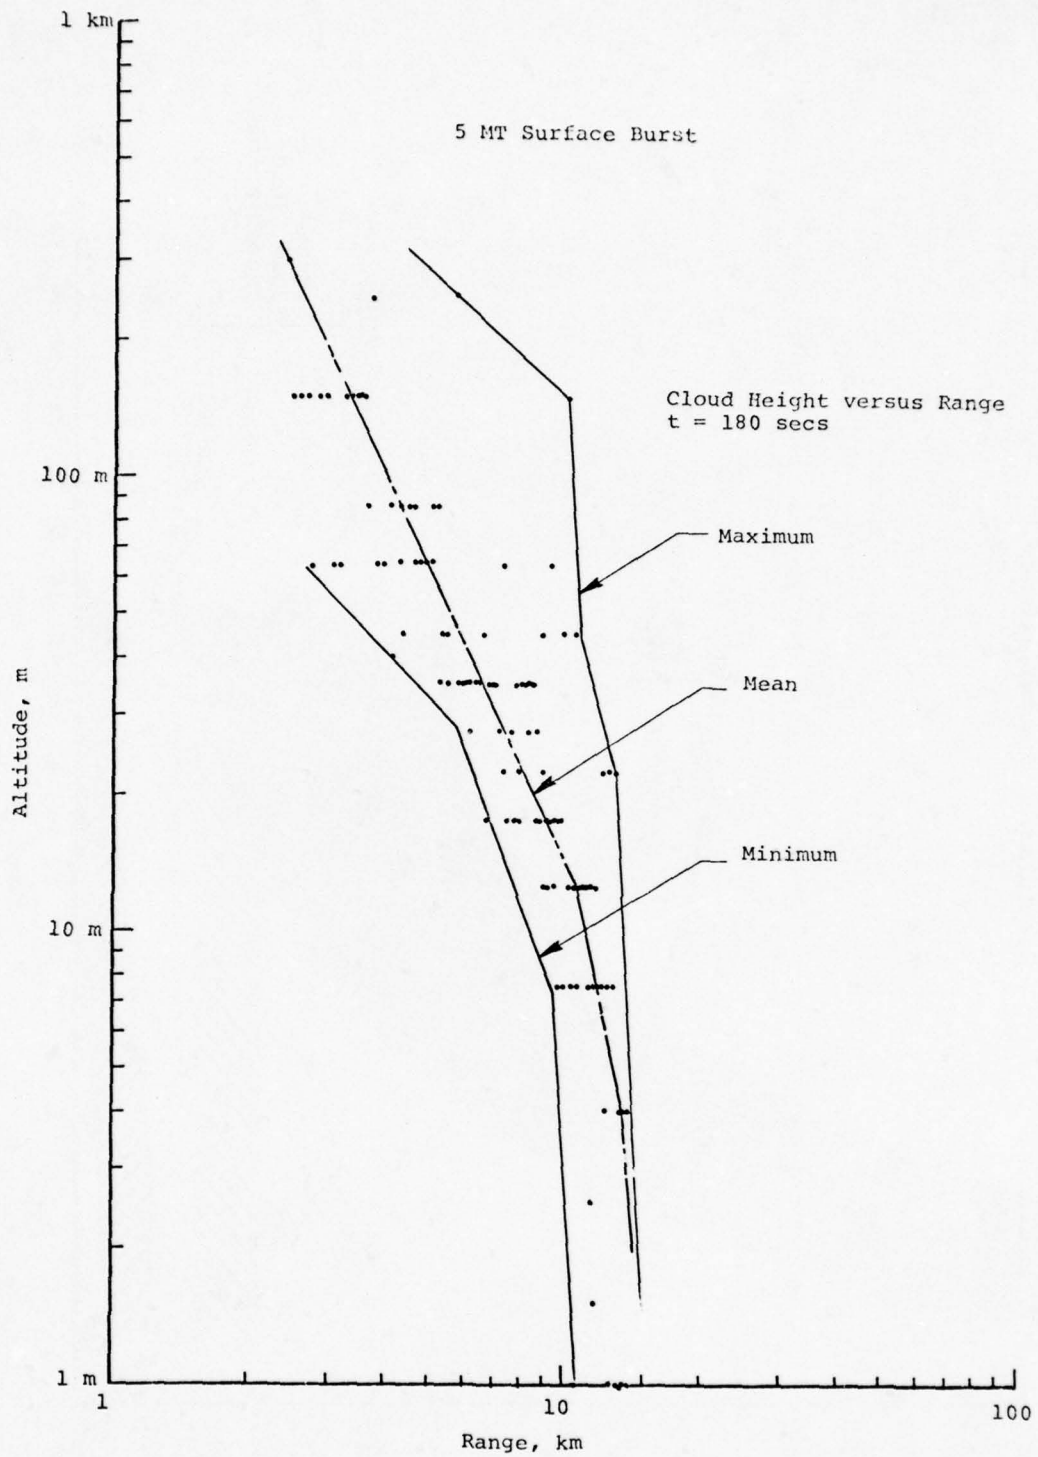 1 km
5 MT Surface Burst
Cloud Height versus Range
t = 180 secs
100 m
Maximum
Mean
Altitude, m
Minimum
10 m
1 m
1
10
100
Range, km